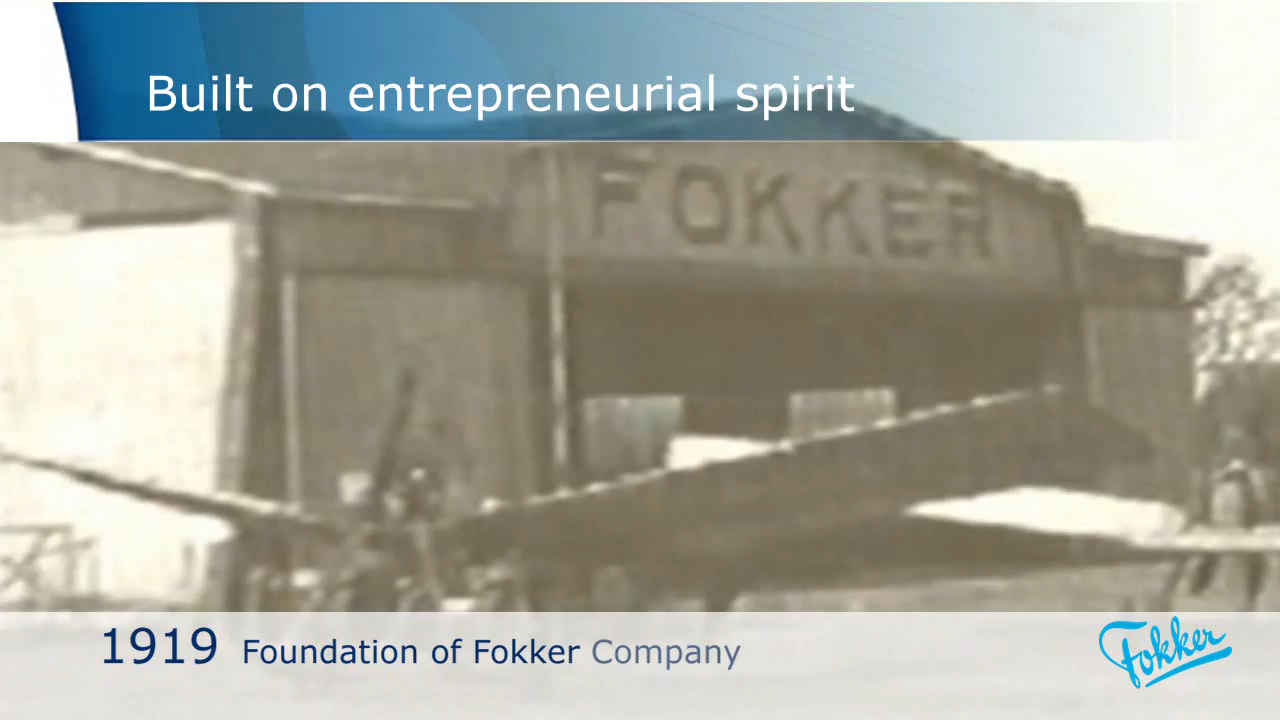 Built on entrepreneurial spirit
FOKKER
1919 Foundation of Fokker Company
Fokker